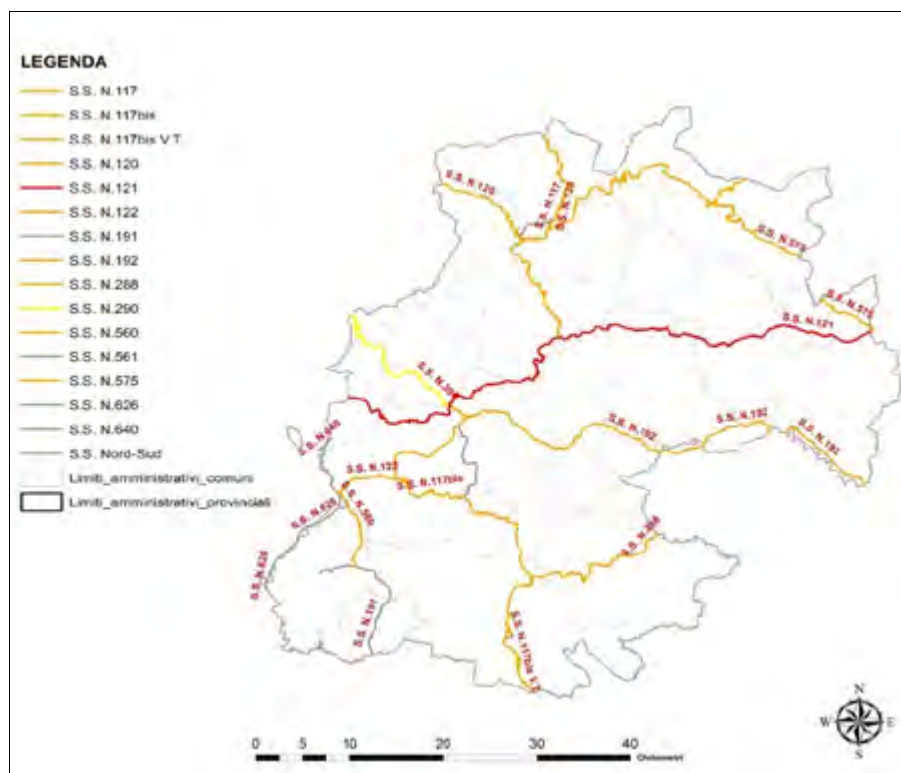 LEGENDA
S.S. N.117
S.S. N.117bis
S.S. N.117bis V T
S.S. N.120
S.S. N.121
S.S. N.122
S.S. N.191
S.S. N.192
S.S. N.288
S.S. N.290
S.S. N.560
S.S. N.561
S.S. N.575
S.S. N.626
S.S. N.640
S.S. Nord-Sud
Limiti_amministrativi_comuni
Limiti_amministrativi_provinciali
S.S. N.120
S.S. N.117
S.S. N.575
S.S. N.575
S.S. N.121
S.S. N.192
S.S. N.192
S.S. N.192
S.S. N.640
S.S. N.122
S.S. N.117bis
S.S. N.560
S.S. N.626
S.S. N.626
S.S. N.288
S.S. N.191
S.S. N.117bis V.T.
N
W E
S
0 5 10 20 30 40